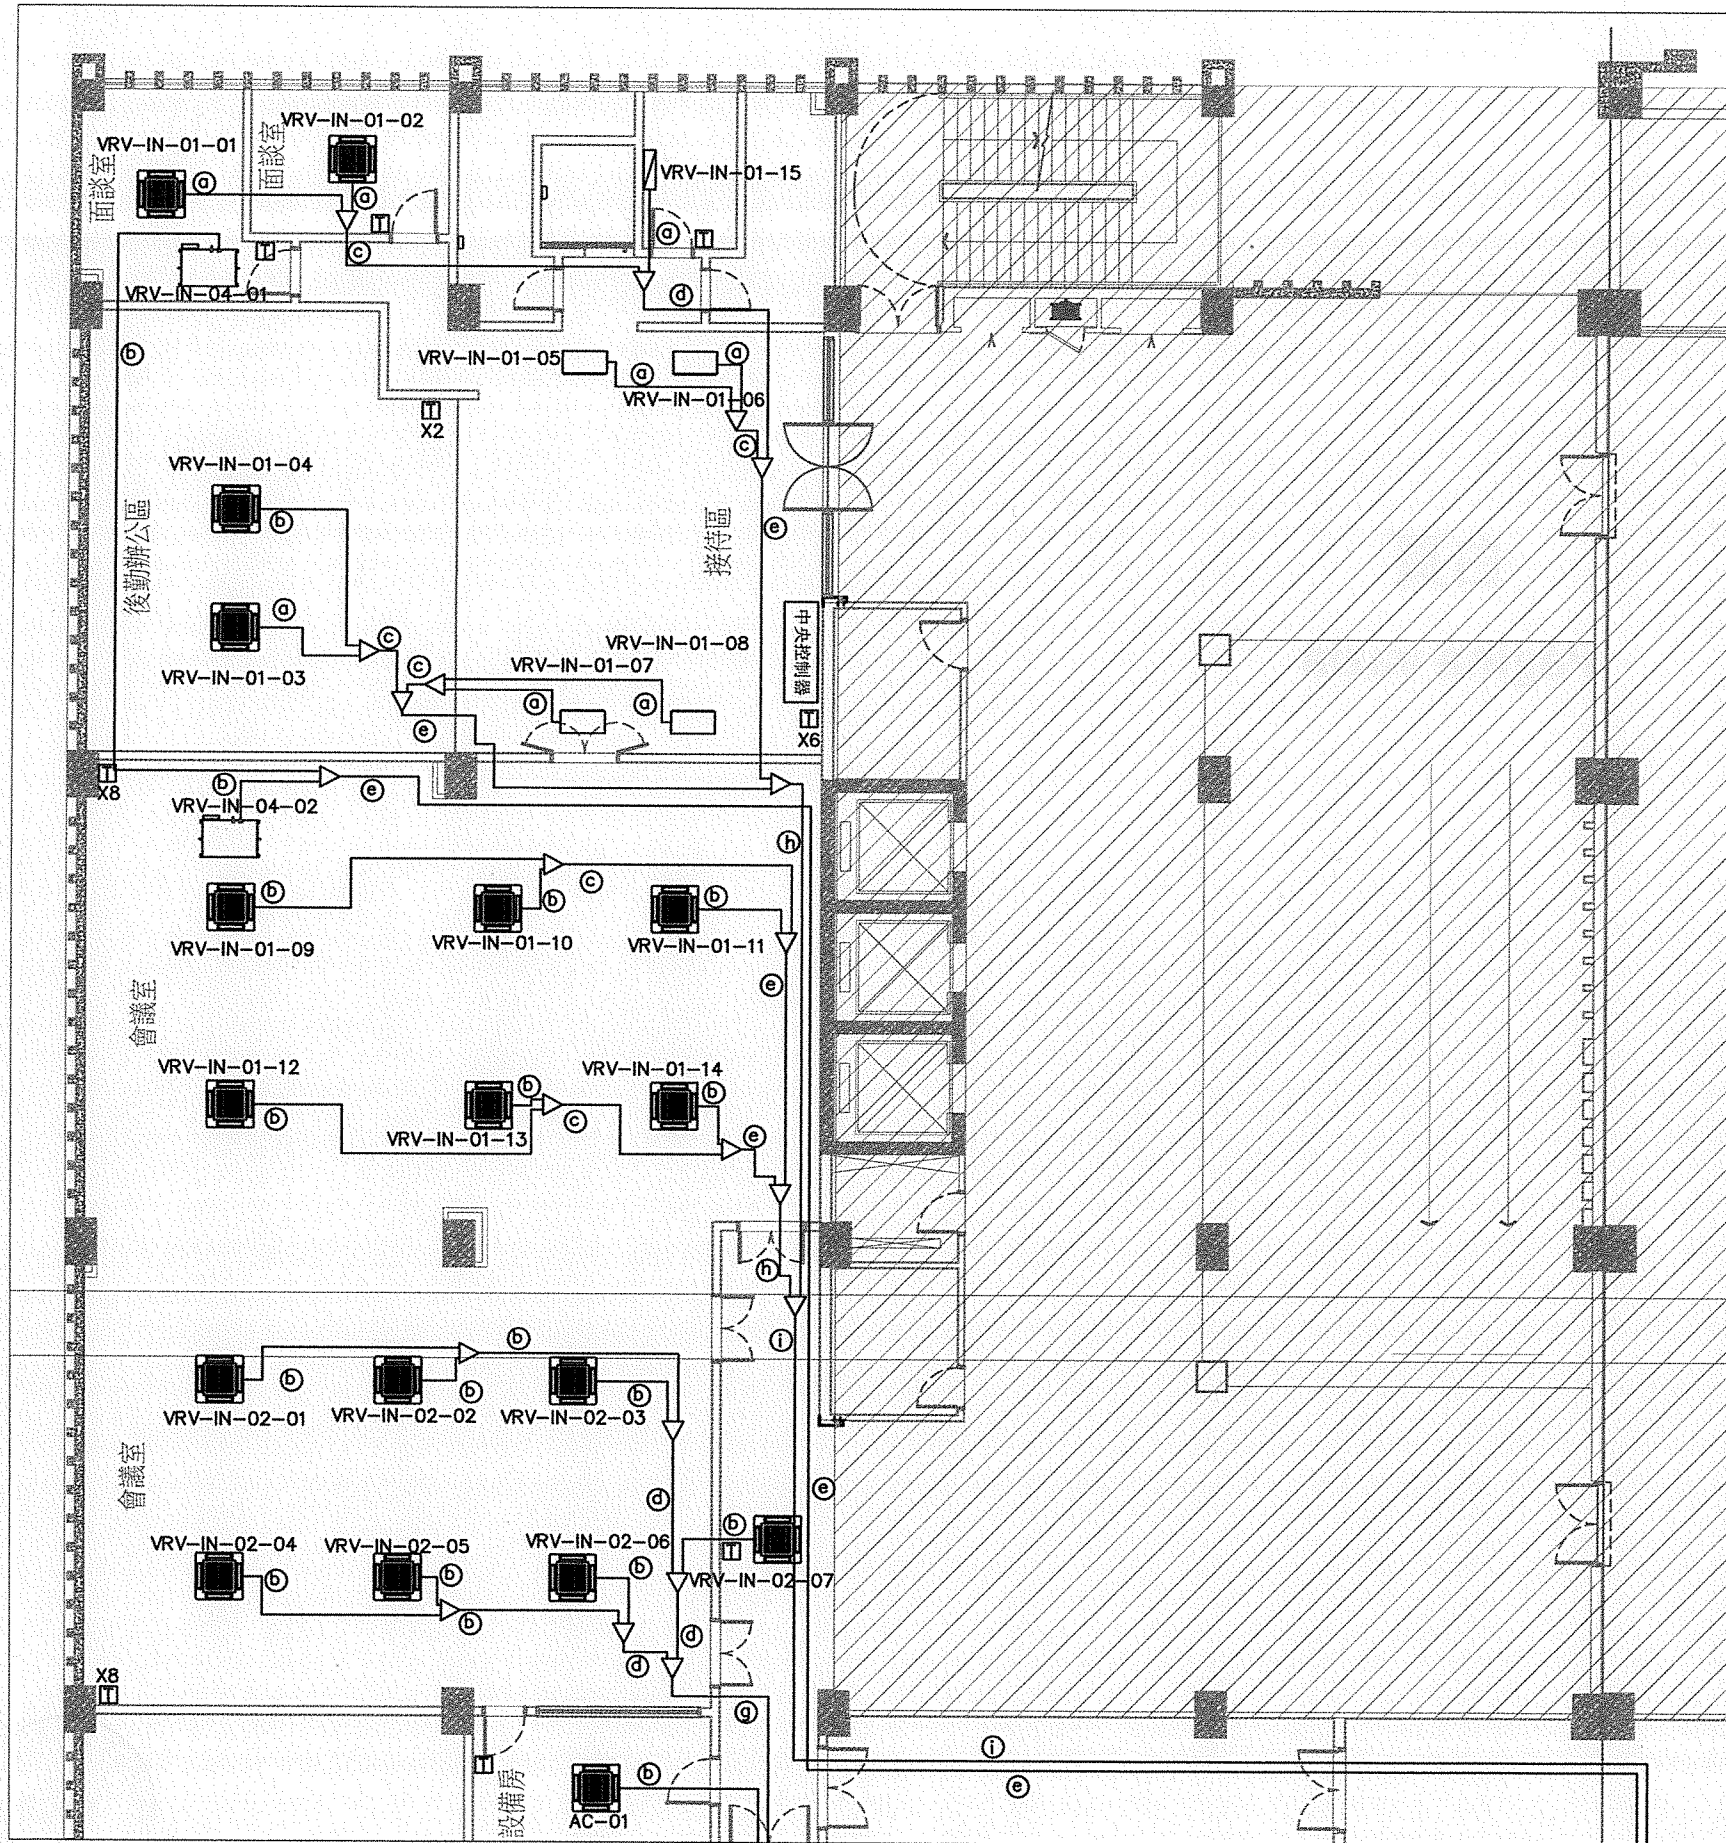 VRV-IN-01-02
VRV-IN-01-01
面談室
面談室
VRV-IN-01-15
ⓐ
ⓐ
ⓐ
T
T
T
ⓒ
VRV-IN-04-01
ⓓ
ⓑ
VRV-IN-01-05
ⓐ
ⓐ
VRV-IN-01-06
T
X2
ⓒ
VRV-IN-01-04
ⓑ
後勤辦公區
接待區
ⓔ
ⓐ
中央控制器
VRV-IN-01-08
ⓒ
VRV-IN-01-07
ⓒ
VRV-IN-01-03
ⓐ
ⓐ
ⓔ
T
X6
T
X8
ⓑ
ⓔ
VRV-IN-04-02
ⓗ
ⓑ
ⓒ
ⓑ
ⓑ
VRV-IN-01-09
VRV-IN-01-10
VRV-IN-01-11
ⓔ
會議室
VRV-IN-01-12
VRV-IN-01-14
ⓑ
ⓑ
ⓑ
ⓒ
VRV-IN-01-13
ⓔ
ⓗ
ⓘ
ⓑ
ⓑ
ⓑ
ⓑ
VRV-IN-02-01
VRV-IN-02-02
VRV-IN-02-03
會議室
ⓓ
ⓔ
ⓑ
T
VRV-IN-02-04
VRV-IN-02-05
VRV-IN-02-06
ⓑ
ⓑ
ⓑ
VRV-IN-02-07
ⓑ
ⓓ
ⓓ
X8
T
ⓖ
T
設備房
ⓑ
AC-01
ⓘ
ⓔ